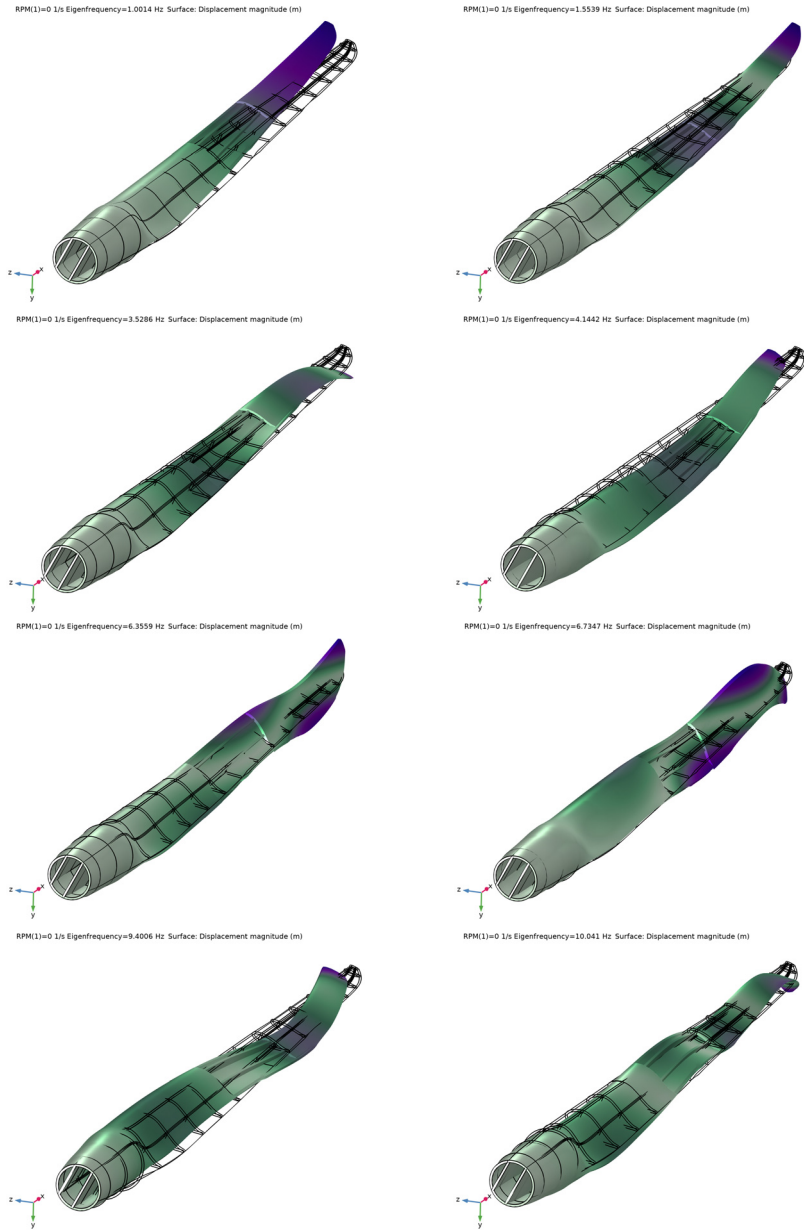 RPM(1)=0 1/s Eigenfrequency=1.0014 Hz Surface: Displacement magnitude (m)
z x
y
RPM(1)=0 1/s Eigenfrequency=1.5539 Hz Surface: Displacement magnitude (m)
z x
y
RPM(1)=0 1/s Eigenfrequency=3.5286 Hz Surface: Displacement magnitude (m)
z x
y
RPM(1)=0 1/s Eigenfrequency=4.1442 Hz Surface: Displacement magnitude (m)
z x
y
RPM(1)=0 1/s Eigenfrequency=6.3559 Hz Surface: Displacement magnitude (m)
z x
y
RPM(1)=0 1/s Eigenfrequency=6.7347 Hz Surface: Displacement magnitude (m)
z x
y
RPM(1)=0 1/s Eigenfrequency=9.4006 Hz Surface: Displacement magnitude (m)
z x
y
RPM(1)=0 1/s Eigenfrequency=10.041 Hz Surface: Displacement magnitude (m)
z x
y